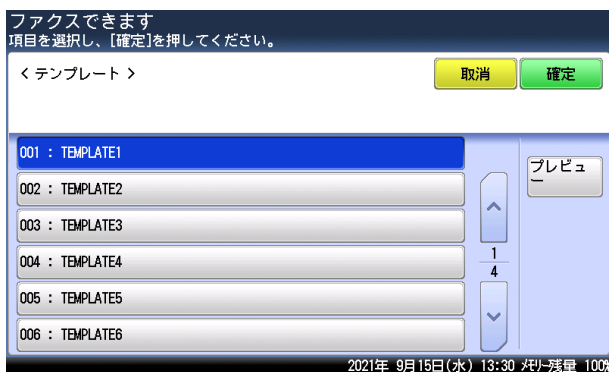 ファクスできます
項目を選択し、[確定]を押してください。
< テンプレート >
取消
確定
001 : TEMPLATE1
002 : TEMPLATE2
003 : TEMPLATE3
004 : TEMPLATE4
005 : TEMPLATE5
006 : TEMPLATE6
プレビュ
ー
1
4
2021年 9月15日(水) 13:30 メモリー残量 100%